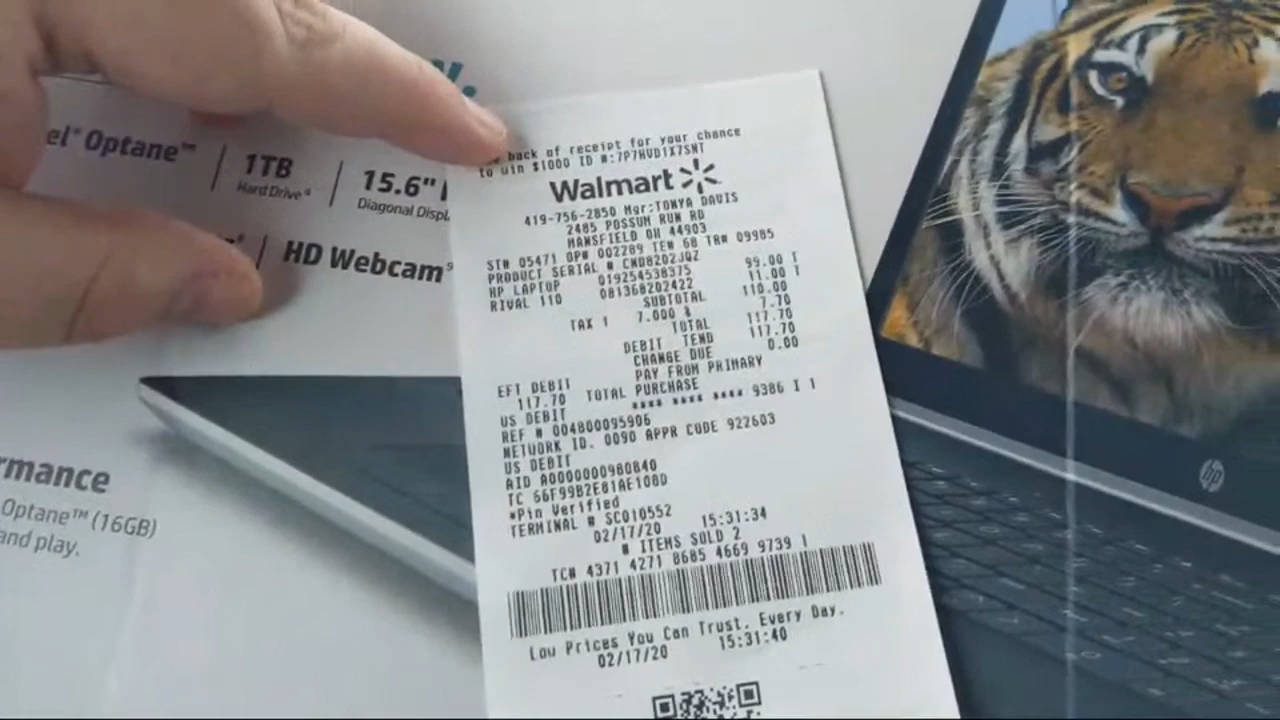 el® Optane™
1TB
Hard Drive
15.6"
Diagonal Displ
HD Webcam
rmance
Optane™ (16GB)
and play.
back of receipt for your chance
to win $1000 ID #:7P7HVD1X7SNT
Walmart
419-756-2850 Mgr:TONYA DAVIS
2485 POSSUM RUN RD
MANSFIELD OH 44903
ST# 05471 OP# 002289 TE# 68 TR# 09985
PRODUCT SERIAL # CND8202JQZ
HP LAPTOP 019254538375 99.00 T
RIVAL 110 081368202422 11.00 T
SUBTOTAL 110.00
TAX 1 7.000 % 7.70
TOTAL 117.70
DEBIT TEND 117.70
CHANGE DUE 0.00
EFT DEBIT PAY FROM PRIMARY
117.70 TOTAL PURCHASE
US DEBIT **** **** **** 9386 I 1
REF # 004800095906
NETWORK ID. 0090 APPR CODE 922603
US DEBIT
AID A0000000980840
TC 66F99B2E81AE108D
*Pin Verified
TERMINAL # SC010552
02/17/20 15:31:34
# ITEMS SOLD 2
TC# 4371 4271 8685 4669 9739 1
Low Prices You Can Trust. Every Day.
02/17/20 15:31:40
hp